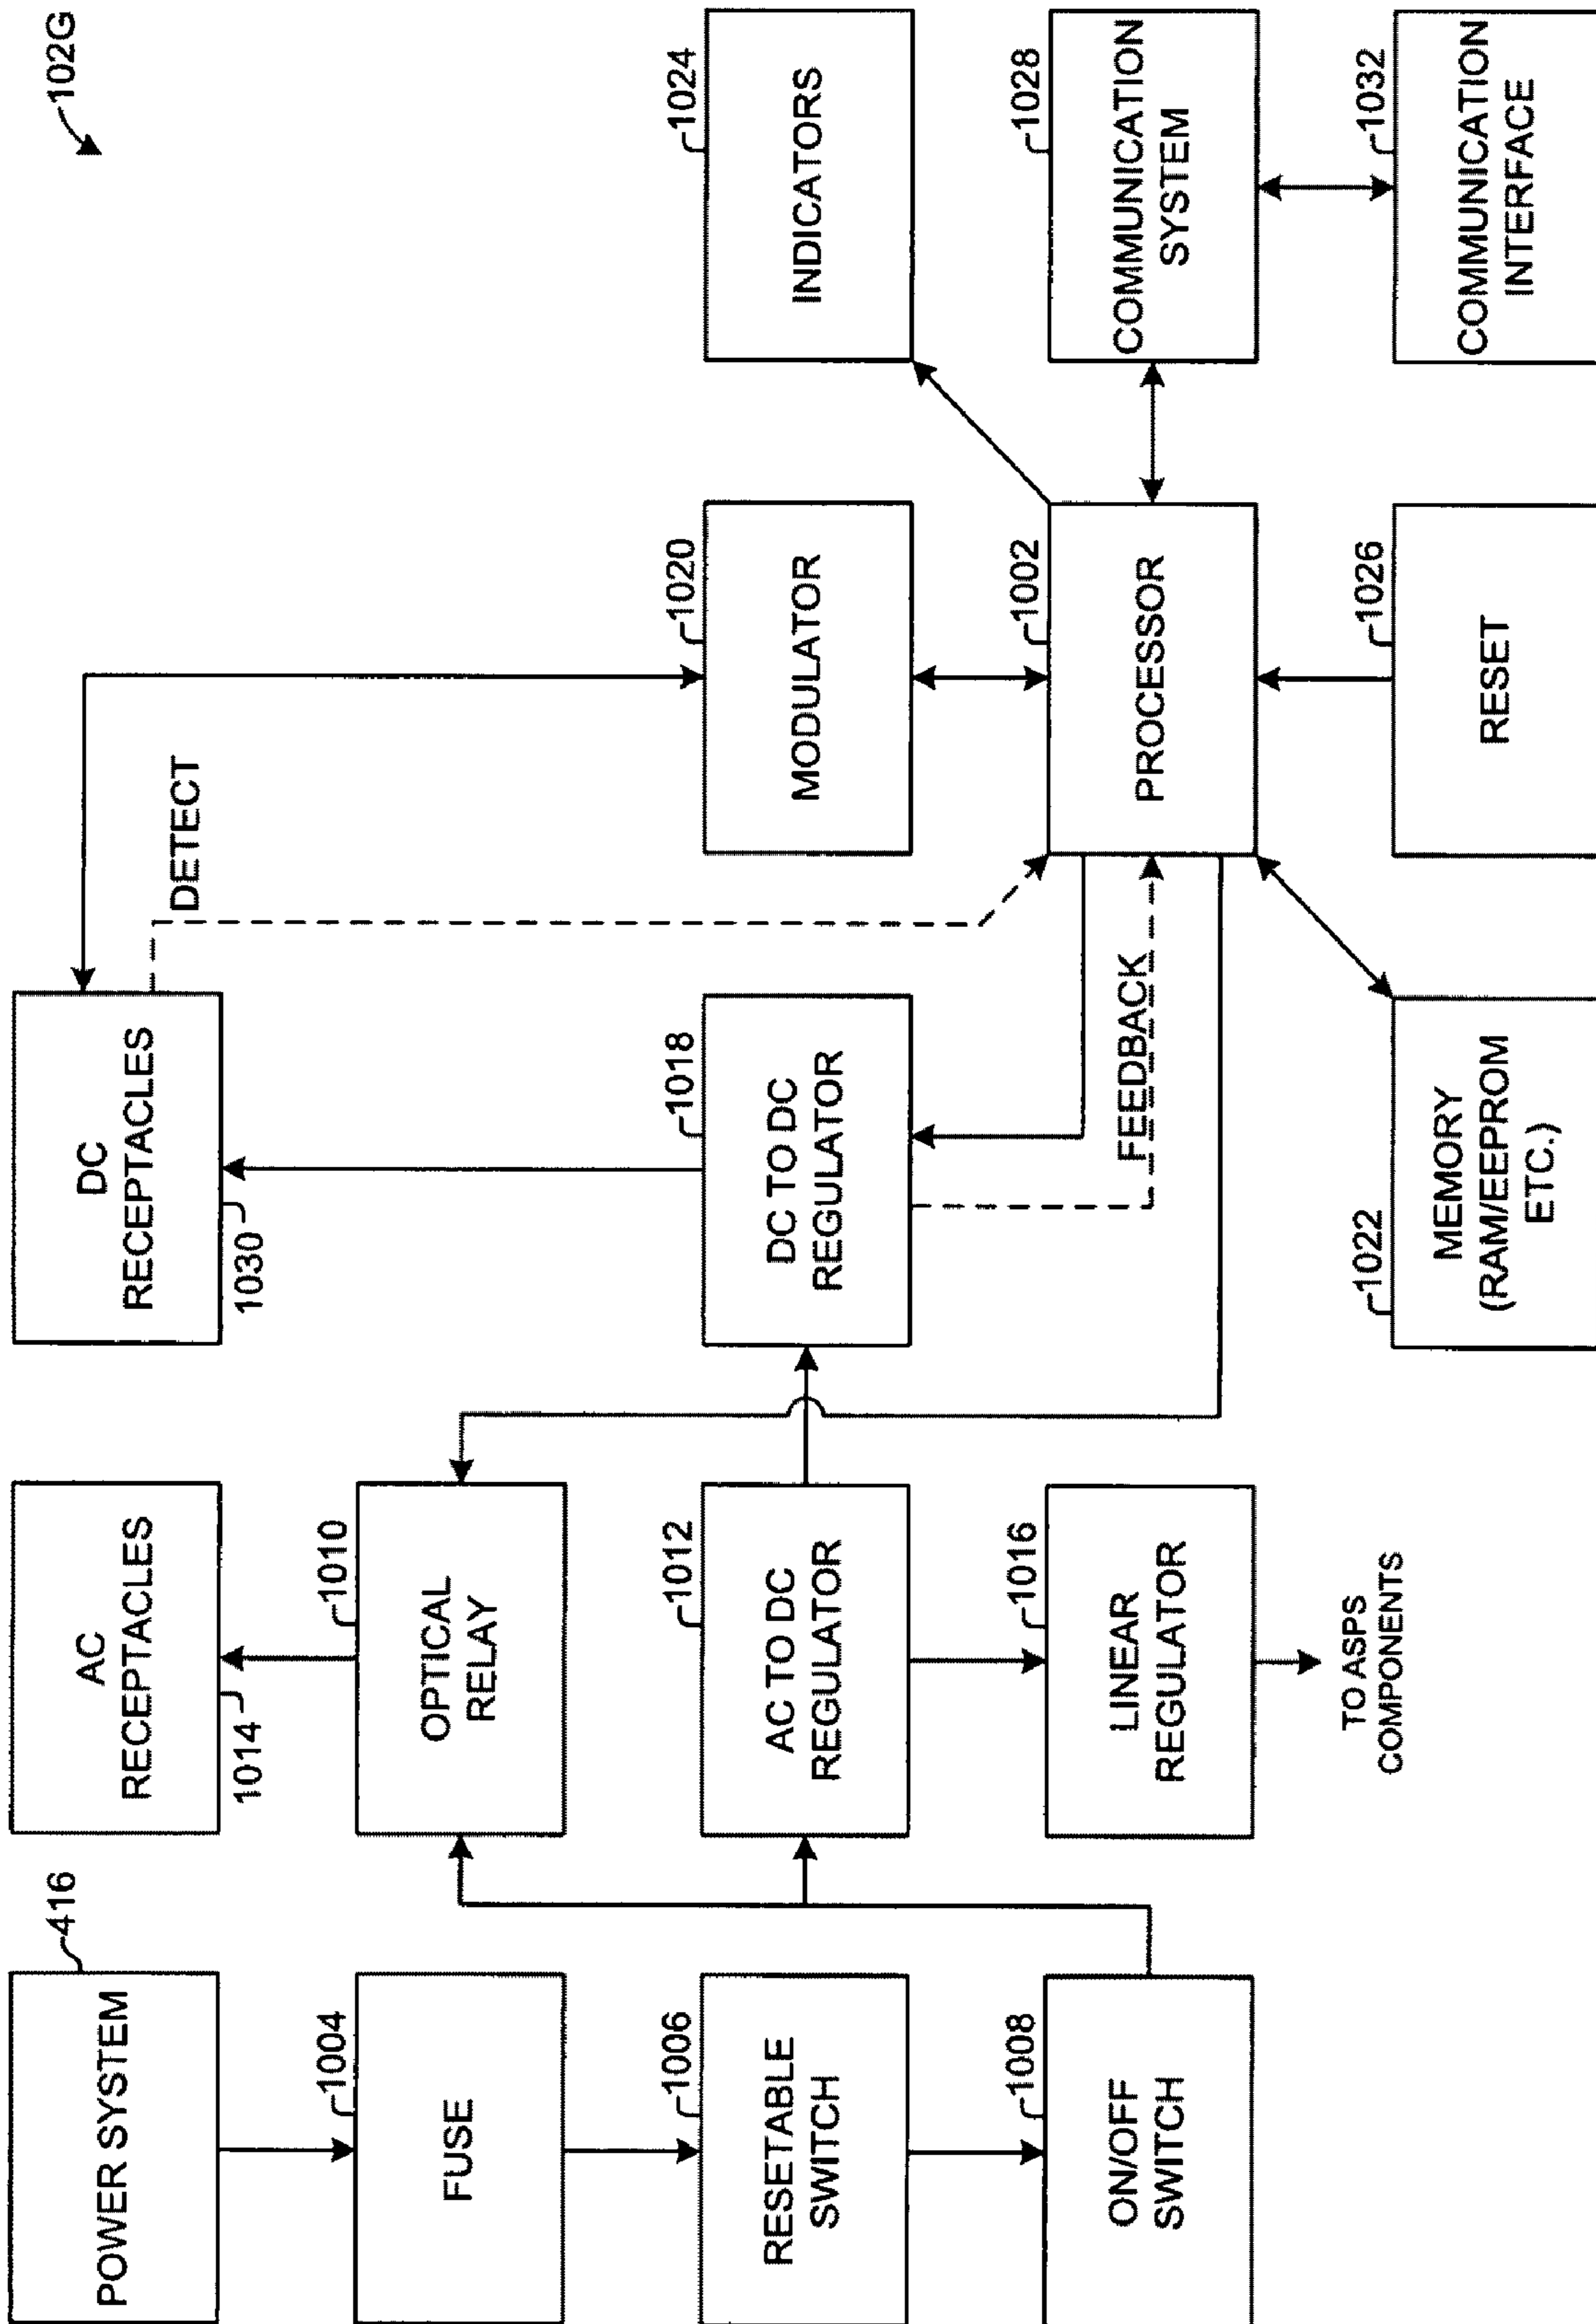 102G
POWER SYSTEM
416
FUSE
1004
RESETABLE
SWITCH
1006
ON/OFF
SWITCH
1008
AC
RECEPTACLES
1014
OPTICAL
RELAY
1010
AC TO DC
REGULATOR
1012
LINEAR
REGULATOR
1016
TO ASPS
COMPONENTS
DC
RECEPTACLES
1030
DC TO DC
REGULATOR
1018
FEEDBACK
MEMORY
(RAM/EEPROM
ETC.)
1022
DETECT
MODULATOR
1020
PROCESSOR
1002
RESET
1026
INDICATORS
1024
COMMUNICATION
SYSTEM
1028
COMMUNICATION
INTERFACE
1032